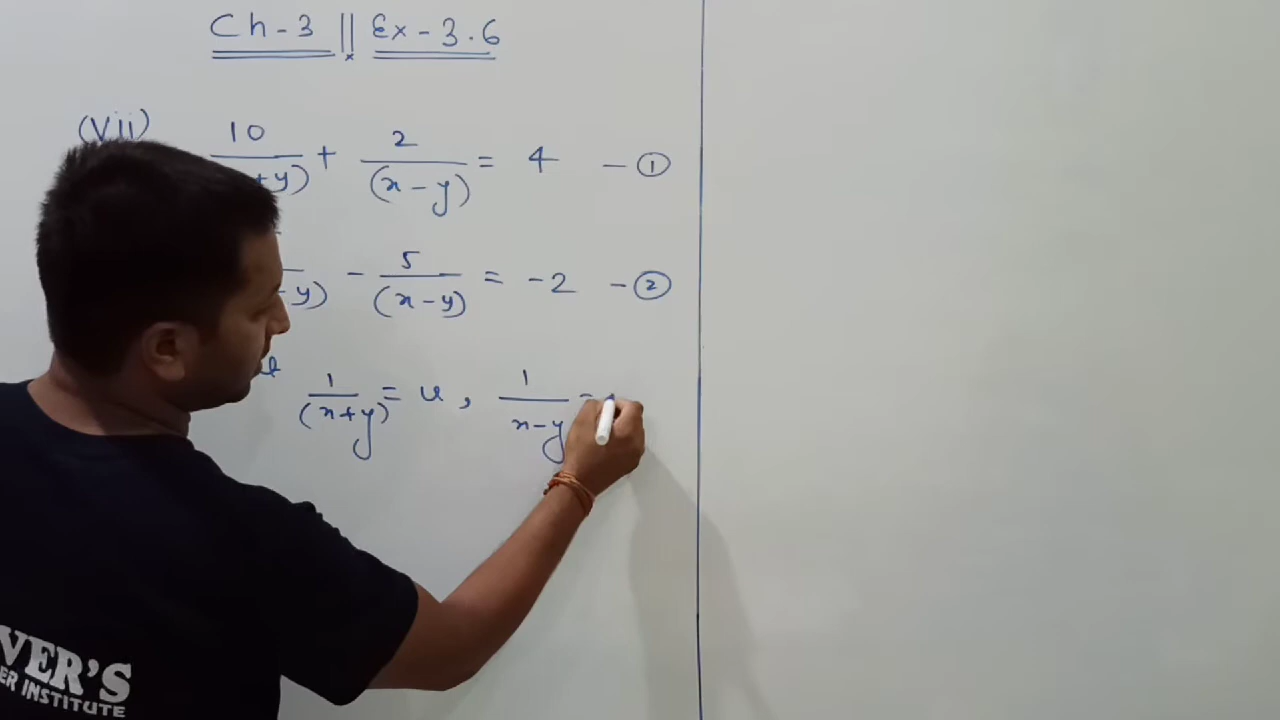 Ch-3 || Ex-3.6
(vii) 10/(x+y) + 2/(x-y) = 4 -①
- 5/(x-y) = -2 -②
1/(x+y) = u, 1/x-y =
VER'S
ER INSTITUTE